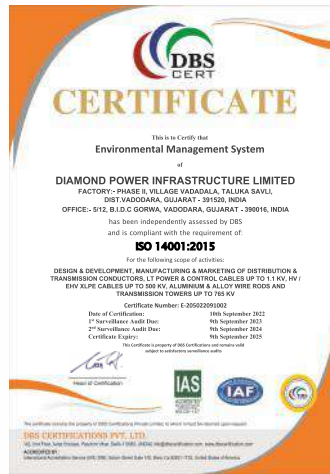 DBS
CERT
CERTIFICATE
This is to Certify that
Environmental Management System
of
DIAMOND POWER INFRASTRUCTURE LIMITED
FACTORY:- PHASE II, VILLAGE VADADALA, TALUKA SAVLI,
DIST.VADODARA, GUJARAT - 391520, INDIA
OFFICE:- 5/12, B.I.D.C GORWA, VADODARA, GUJARAT - 390016, INDIA
has been independently assessed by DBS
and is compliant with the requirement of:
ISO 14001:2015
For the following scope of activities:
DESIGN & DEVELOPMENT, MANUFACTURING & MARKETING OF DISTRIBUTION &
TRANSMISSION CONDUCTORS, LT POWER & CONTROL CABLES UP TO 1.1 KV, HV /
EHV XLPE CABLES UP TO 500 KV, ALUMINIUM & ALLOY WIRE RODS AND
TRANSMISSION TOWERS UP TO 765 KV
Certificate Number: E-205022091002
Date of Certification: 10th September 2022
1st Surveillance Audit Due: 9th September 2023
2nd Surveillance Audit Due: 9th September 2024
Certificate Expiry: 9th September 2025
This Certificate is property of DBS Certifications and remains valid
subject to satisfactory surveillance audits
Head of Certification
IAS
IAF
DBS CERTIFICATIONS PVT. LTD.
ACCREDITED BY: